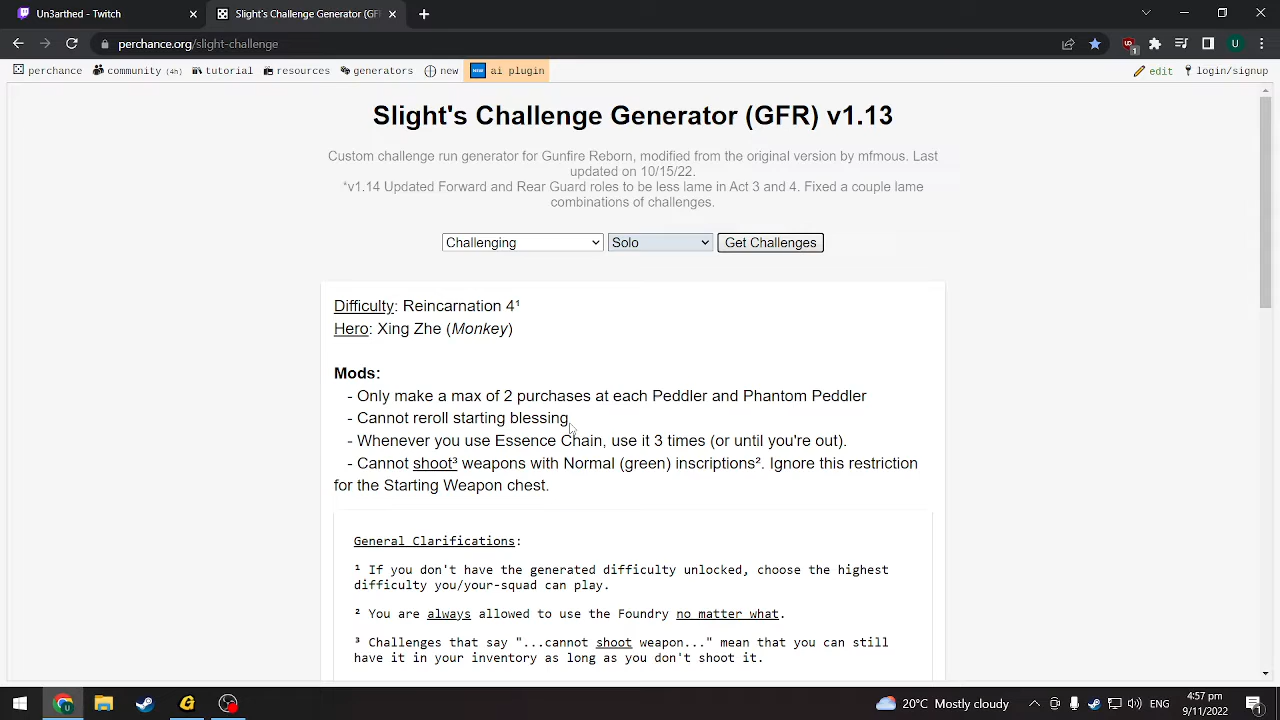 Un3arthed - Twitch
Slight's Challenge Generator (GFR
perchance.org/slight-challenge
1
U
perchance
community (4h)
tutorial
resources
generators
new
ai plugin
edit
login/signup
Slight's Challenge Generator (GFR) v1.13
Custom challenge run generator for Gunfire Reborn, modified from the original version by mfmous. Last
updated on 10/15/22.
*v1.14 Updated Forward and Rear Guard roles to be less lame in Act 3 and 4. Fixed a couple lame
combinations of challenges.
Challenging Solo Get Challenges
Difficulty: Reincarnation 4¹
Hero: Xing Zhe (Monkey)
Mods:
- Only make a max of 2 purchases at each Peddler and Phantom Peddler
- Cannot reroll starting blessing
- Whenever you use Essence Chain, use it 3 times (or until you're out).
- Cannot shoot³ weapons with Normal (green) inscriptions². Ignore this restriction
for the Starting Weapon chest.
General Clarifications:
¹ If you don't have the generated difficulty unlocked, choose the highest
difficulty you/your-squad can play.
² You are always allowed to use the Foundry no matter what.
³ Challenges that say "...cannot shoot weapon..." mean that you can still
have it in your inventory as long as you don't shoot it.
20°C Mostly cloudy
ENG
4:57 pm
9/11/2022
1